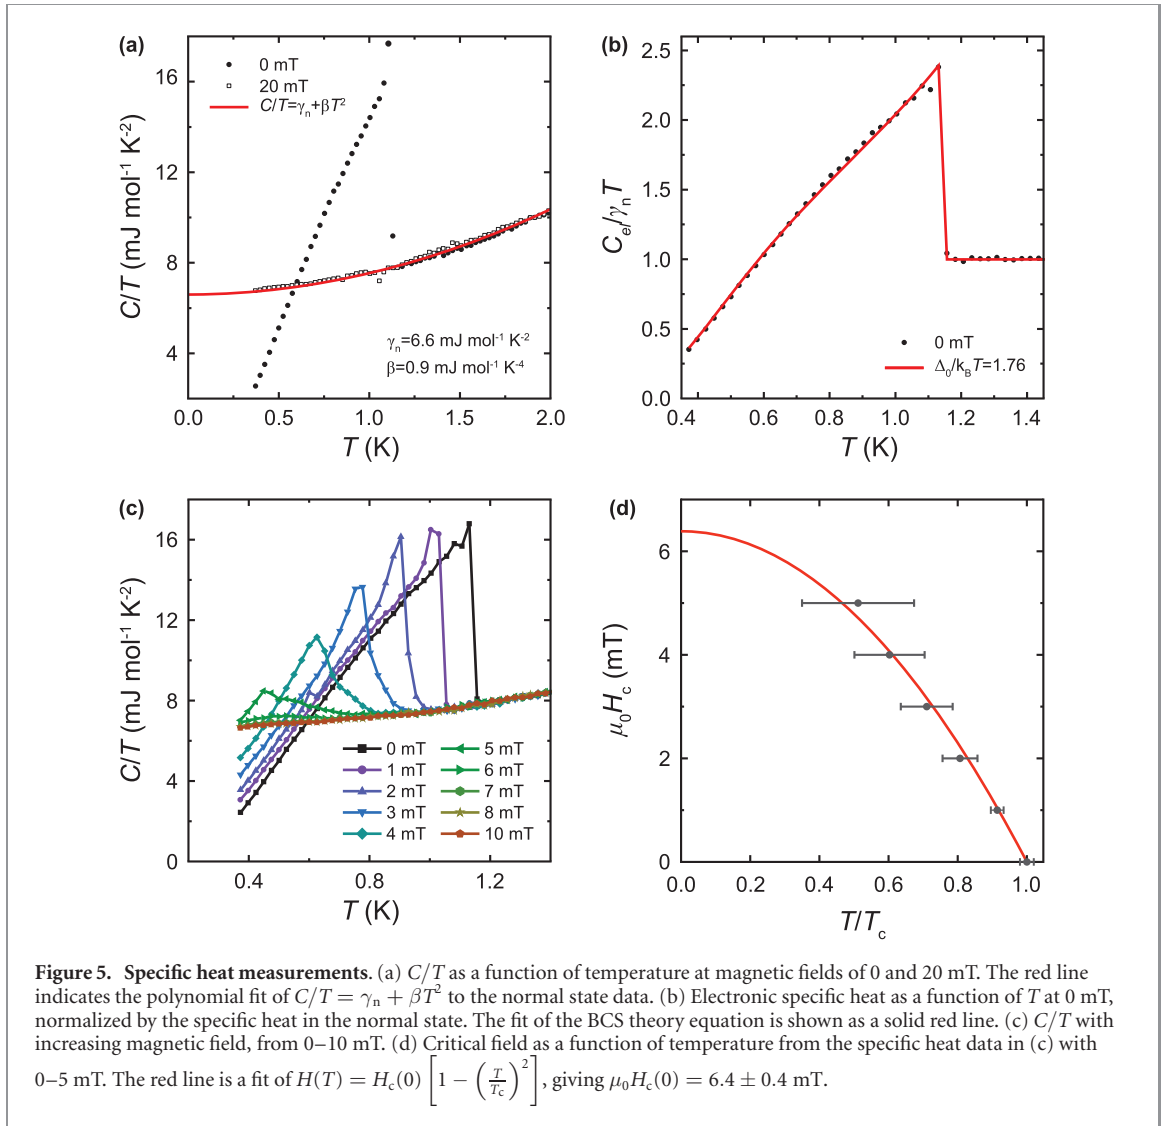 (a)
0 mT
20 mT
C/T=γn+βT2
16
12
8
4
C/T (mJ mol-1 K-2)
γn=6.6 mJ mol-1 K-2
β=0.9 mJ mol-1 K-4
0.0 0.5 1.0 1.5 2.0
T (K)
(b)
2.5
2.0
1.5
1.0
0.5
0.0
Cel/γnT
0 mT
Δ0/kBT=1.76
0.4 0.6 0.8 1.0 1.2 1.4
T (K)
(c)
16
12
8
4
0
C/T (mJ mol-1 K-2)
0 mT 5 mT
1 mT 6 mT
2 mT 7 mT
3 mT 8 mT
4 mT 10 mT
0.4 0.8 1.2
T (K)
(d)
6
4
2
0
μ0Hc (mT)
0.0 0.2 0.4 0.6 0.8 1.0
T/Tc
Figure 5. Specific heat measurements. (a) C/T as a function of temperature at magnetic fields of 0 and 20 mT. The red line
indicates the polynomial fit of C/T = γn + βT2 to the normal state data. (b) Electronic specific heat as a function of T at 0 mT,
normalized by the specific heat in the normal state. The fit of the BCS theory equation is shown as a solid red line. (c) C/T with
increasing magnetic field, from 0–10 mT. (d) Critical field as a function of temperature from the specific heat data in (c) with
0–5 mT. The red line is a fit of H(T) = Hc(0) [1 − (T/Tc)2], giving μ0Hc(0) = 6.4 ± 0.4 mT.